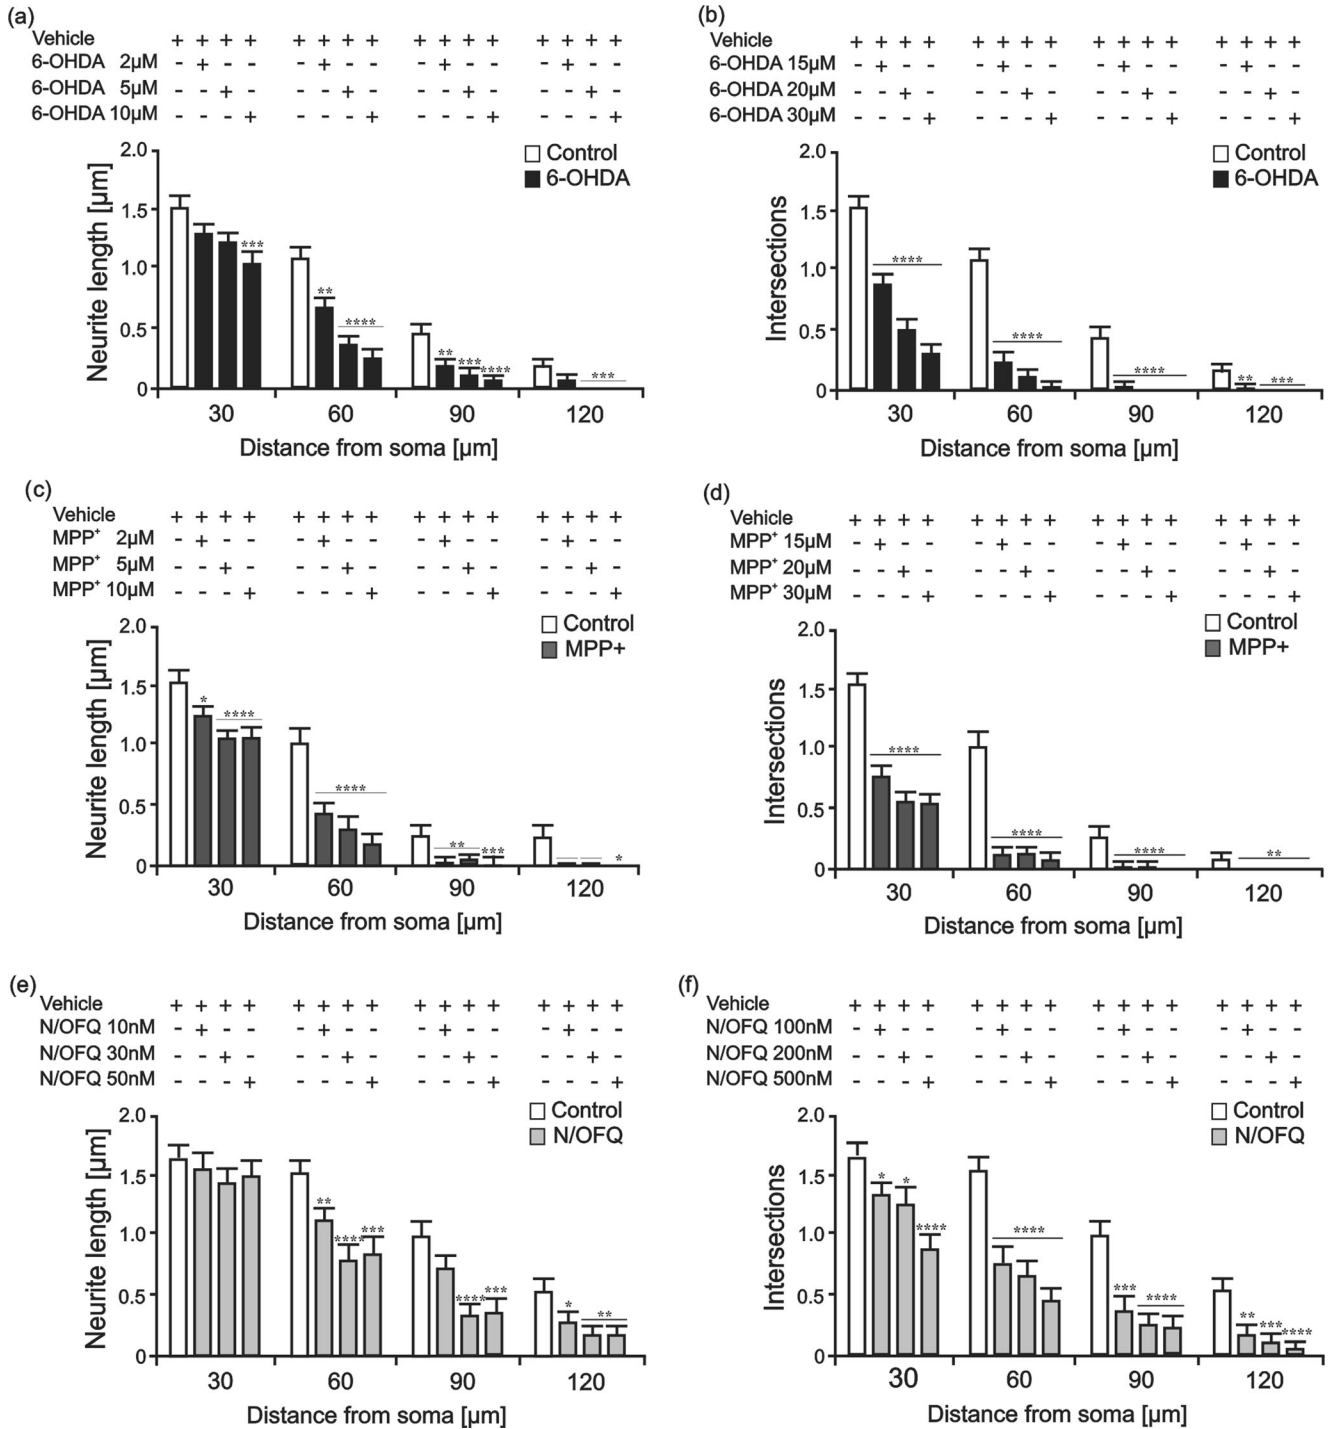 (a)
Vehicle + + + + + + + + + + + + + + + +
6-OHDA 2µM - + - - - + - - - + - - - + - -
6-OHDA 5µM - - + - - - + - - - + - - - + -
6-OHDA 10µM - - - + - - - + - - - + - - - +
Control
6-OHDA
Neurite length [µm]
2.0
1.5
1.0
0.5
0
***
** ****
** *** ****
***
30 60 90 120
Distance from soma [µm]
(b)
Vehicle + + + + + + + + + + + + + + + +
6-OHDA 15µM - + - - - + - - - + - - - + - -
6-OHDA 20µM - - + - - - + - - - + - - - + -
6-OHDA 30µM - - - + - - - + - - - + - - - +
Control
6-OHDA
Intersections
2.0
1.5
1.0
0.5
0
****
****
****
** ***
30 60 90 120
Distance from soma [µm]
(c)
Vehicle + + + + + + + + + + + + + + + +
MPP⁺ 2µM - + - - - + - - - + - - - + - -
MPP⁺ 5µM - - + - - - + - - - + - - - + -
MPP⁺ 10µM - - - + - - - + - - - + - - - +
Control
MPP+
Neurite length [µm]
2.0
1.5
1.0
0.5
0
* ****
****
** ***
*
30 60 90 120
Distance from soma [µm]
(d)
Vehicle + + + + + + + + + + + + + + + +
MPP⁺ 15µM - + - - - + - - - + - - - + - -
MPP⁺ 20µM - - + - - - + - - - + - - - + -
MPP⁺ 30µM - - - + - - - + - - - + - - - +
Control
MPP+
Intersections
2.0
1.5
1.0
0.5
0
****
****
****
**
30 60 90 120
Distance from soma [µm]
(e)
Vehicle + + + + + + + + + + + + + + + +
N/OFQ 10nM - + - - - + - - - + - - - + - -
N/OFQ 30nM - - + - - - + - - - + - - - + -
N/OFQ 50nM - - - + - - - + - - - + - - - +
Control
N/OFQ
Neurite length [µm]
2.0
1.5
1.0
0.5
0
** **** ***
**** ***
* **
30 60 90 120
Distance from soma [µm]
(f)
Vehicle + + + + + + + + + + + + + + + +
N/OFQ 100nM - + - - - + - - - + - - - + - -
N/OFQ 200nM - - + - - - + - - - + - - - + -
N/OFQ 500nM - - - + - - - + - - - + - - - +
Control
N/OFQ
Intersections
2.0
1.5
1.0
0.5
0
* * ****
****
*** ****
** *** ****
30 60 90 120
Distance from soma [µm]